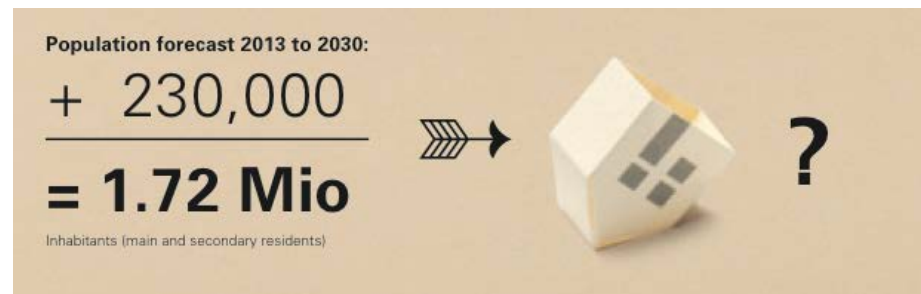 Population forecast 2013 to 2030:
+ 230,000
= 1.72 Mio
Inhabitants (main and secondary residents)
?